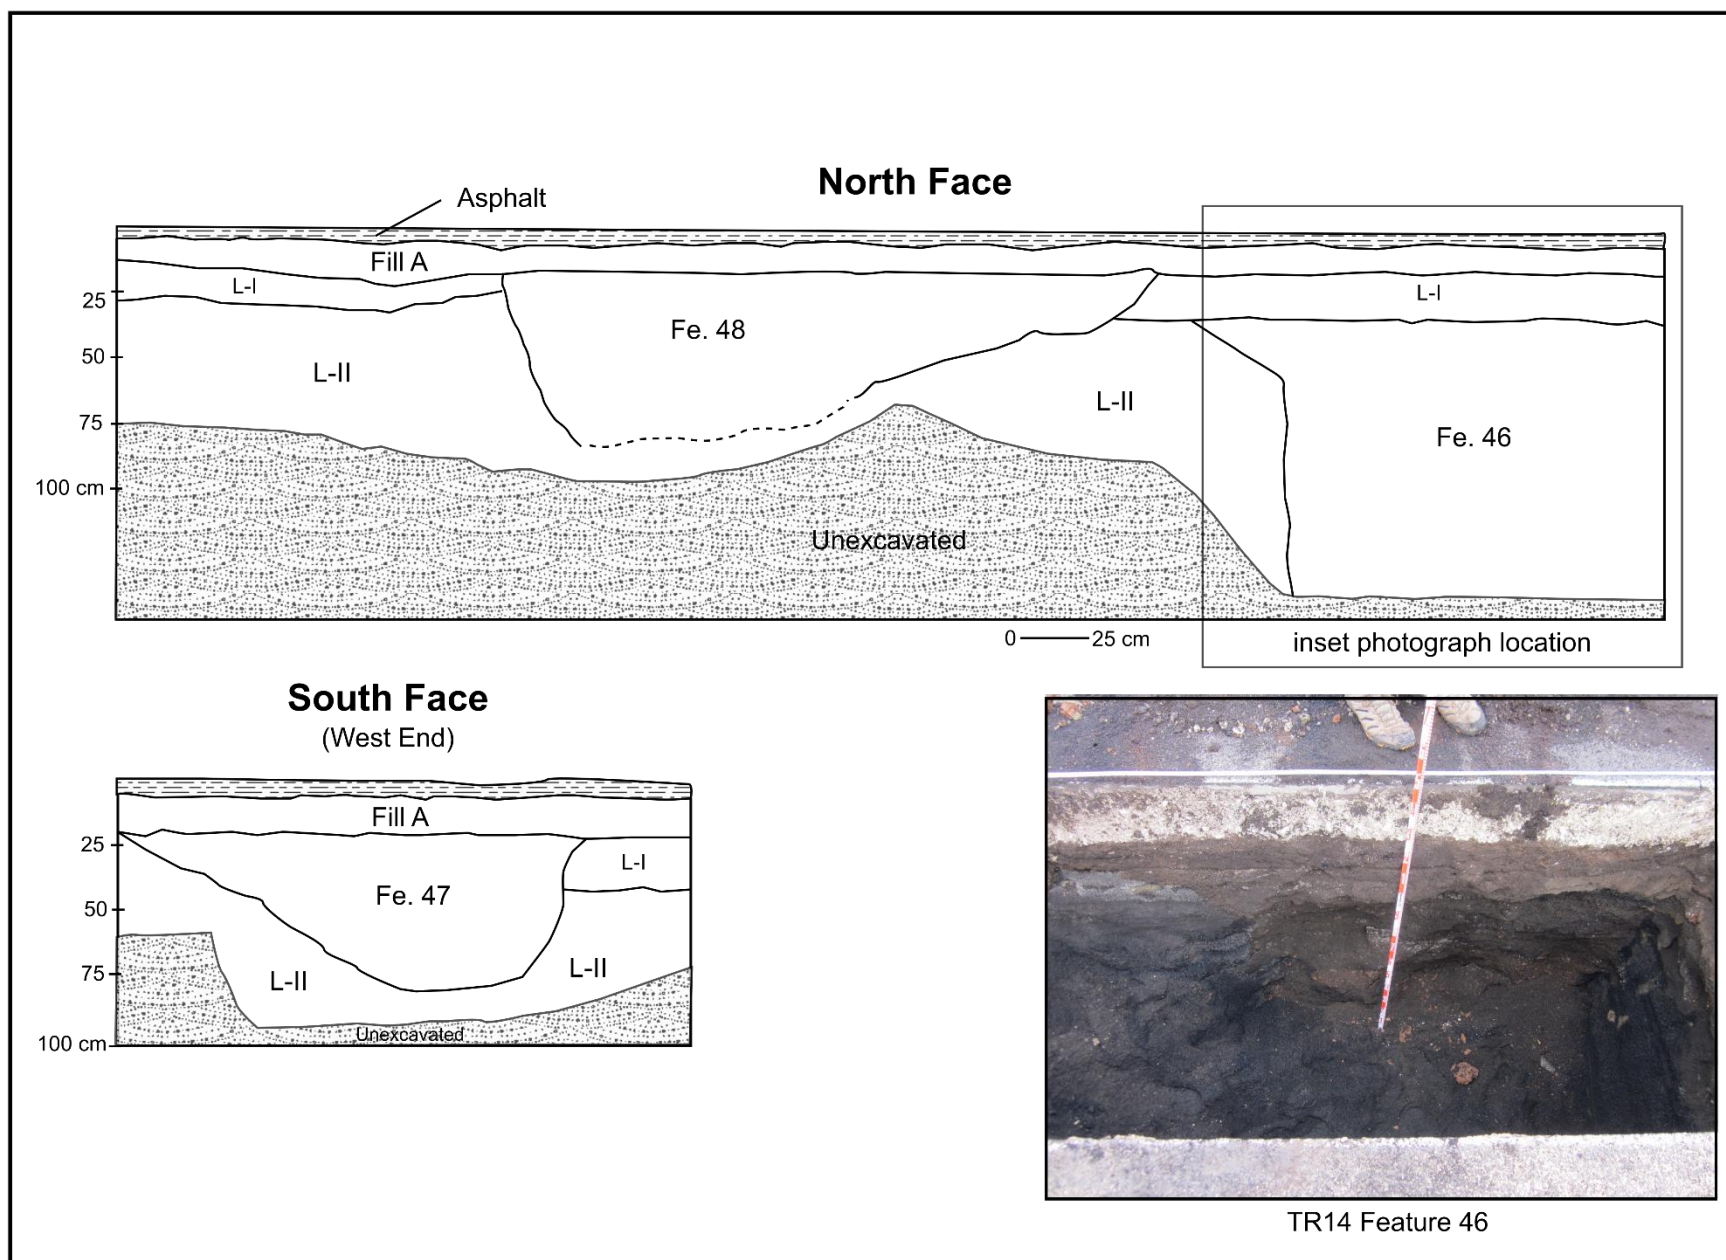 North Face
Asphalt
Fill A
L-I
L-I
25
Fe. 48
50
L-II
L-II
75
Fe. 46
100 cm
Unexcavated
0 25 cm
inset photograph location
South Face
(West End)
Fill A
25
L-I
Fe. 47
50
75
L-II
L-II
Unexcavated
100 cm
TR14 Feature 46